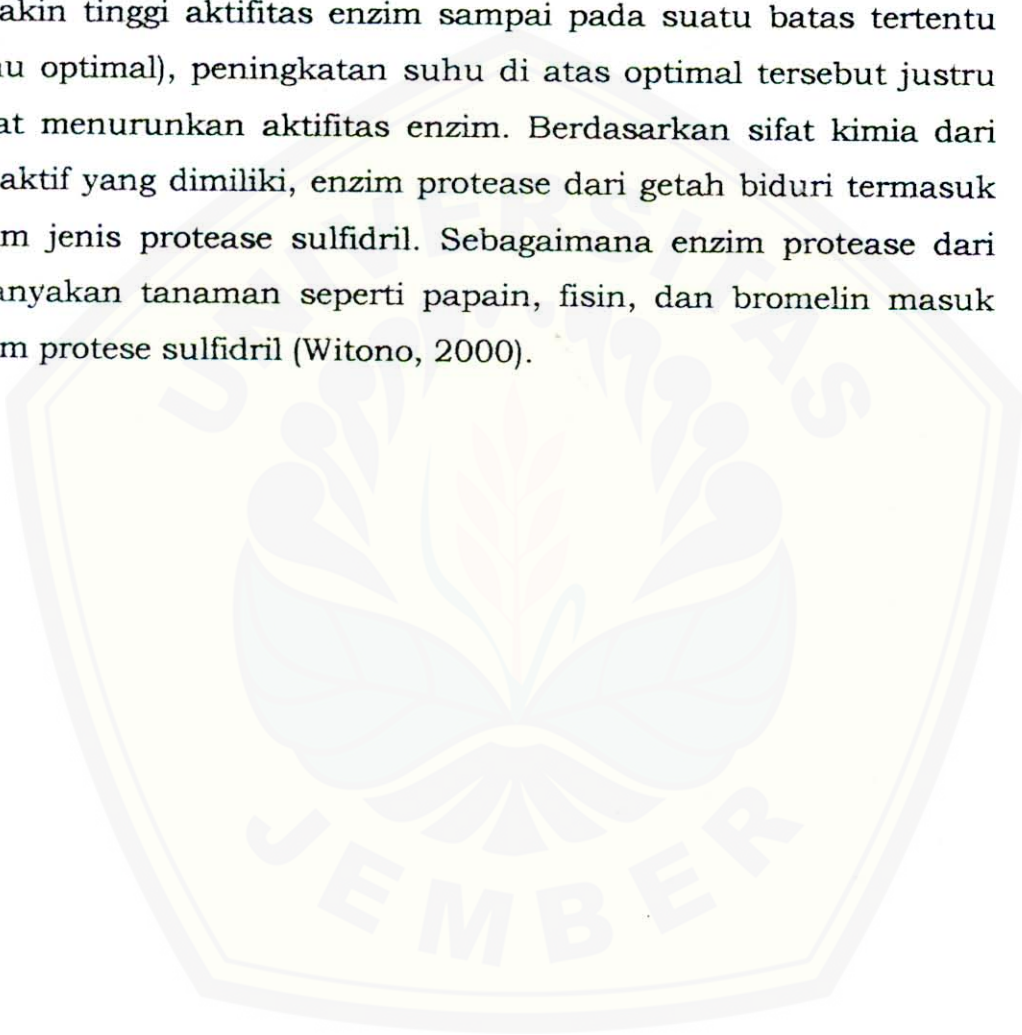 akin tinggi aktifitas enzim sampai pada suatu batas tertentu
u optimal), peningkatan suhu di atas optimal tersebut justru
at menurunkan aktifitas enzim. Berdasarkan sifat kimia dari
aktif yang dimiliki, enzim protease dari getah biduri termasuk
m jenis protease sulfidril. Sebagaimana enzim protease dari
anyakan tanaman seperti papain, fisin, dan bromelin masuk
m protese sulfidril (Witono, 2000).
UNIVERSITAS
JEMBER